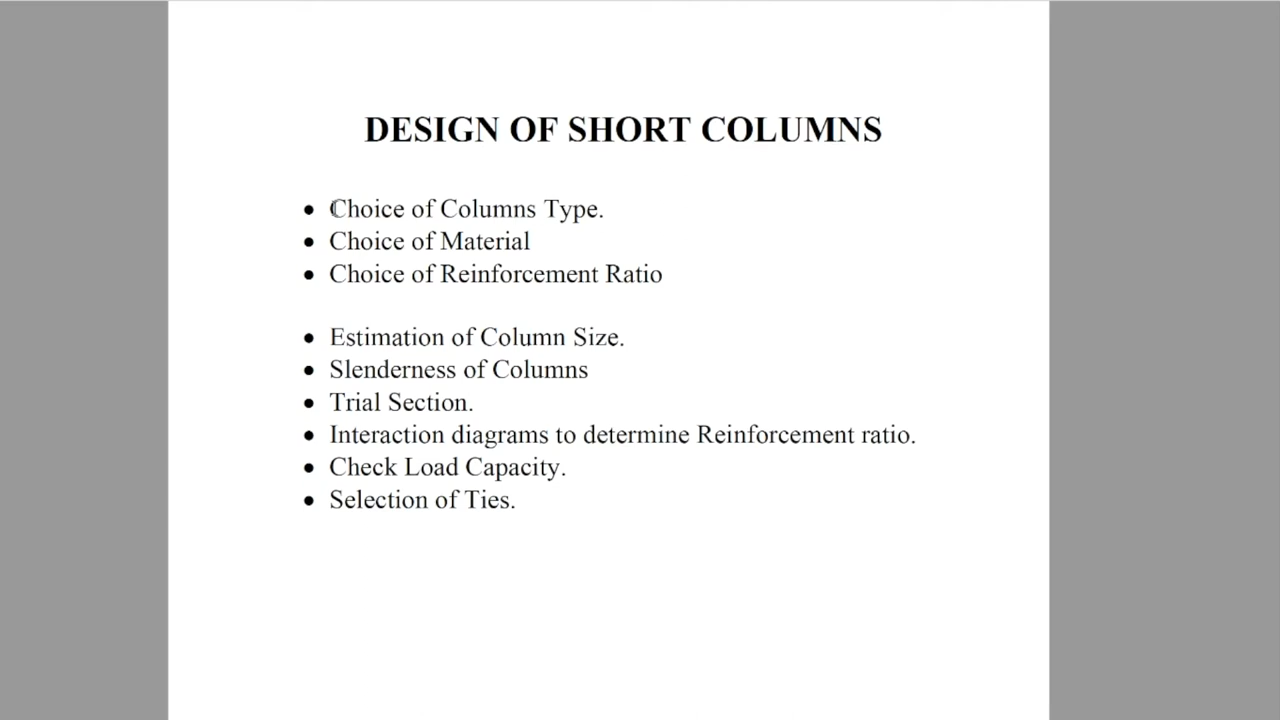 DESIGN OF SHORT COLUMNS
• Choice of Columns Type.
• Choice of Material
• Choice of Reinforcement Ratio
• Estimation of Column Size.
• Slenderness of Columns
• Trial Section.
• Interaction diagrams to determine Reinforcement ratio.
• Check Load Capacity.
• Selection of Ties.